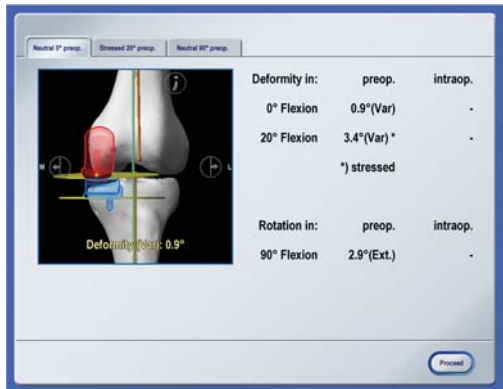 Neutral 0° preop. Stressed 20° preop. Neutral 90° preop.
Deformity in: preop. intraop.
0° Flexion 0.9°(Var) -
20° Flexion 3.4°(Var) * -
*) stressed
i
M L
Deformity (Var): 0.9°
Rotation in: preop. intraop.
90° Flexion 2.9°(Ext.) -
Proceed